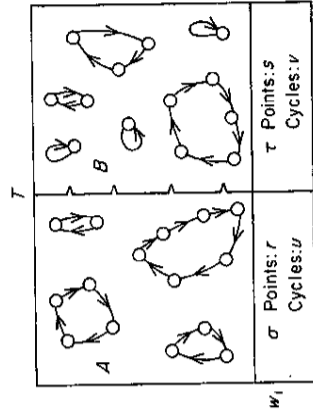 T
A
B
σ Points: r
Cycles: u
τ Points: s
Cycles: v
w₁